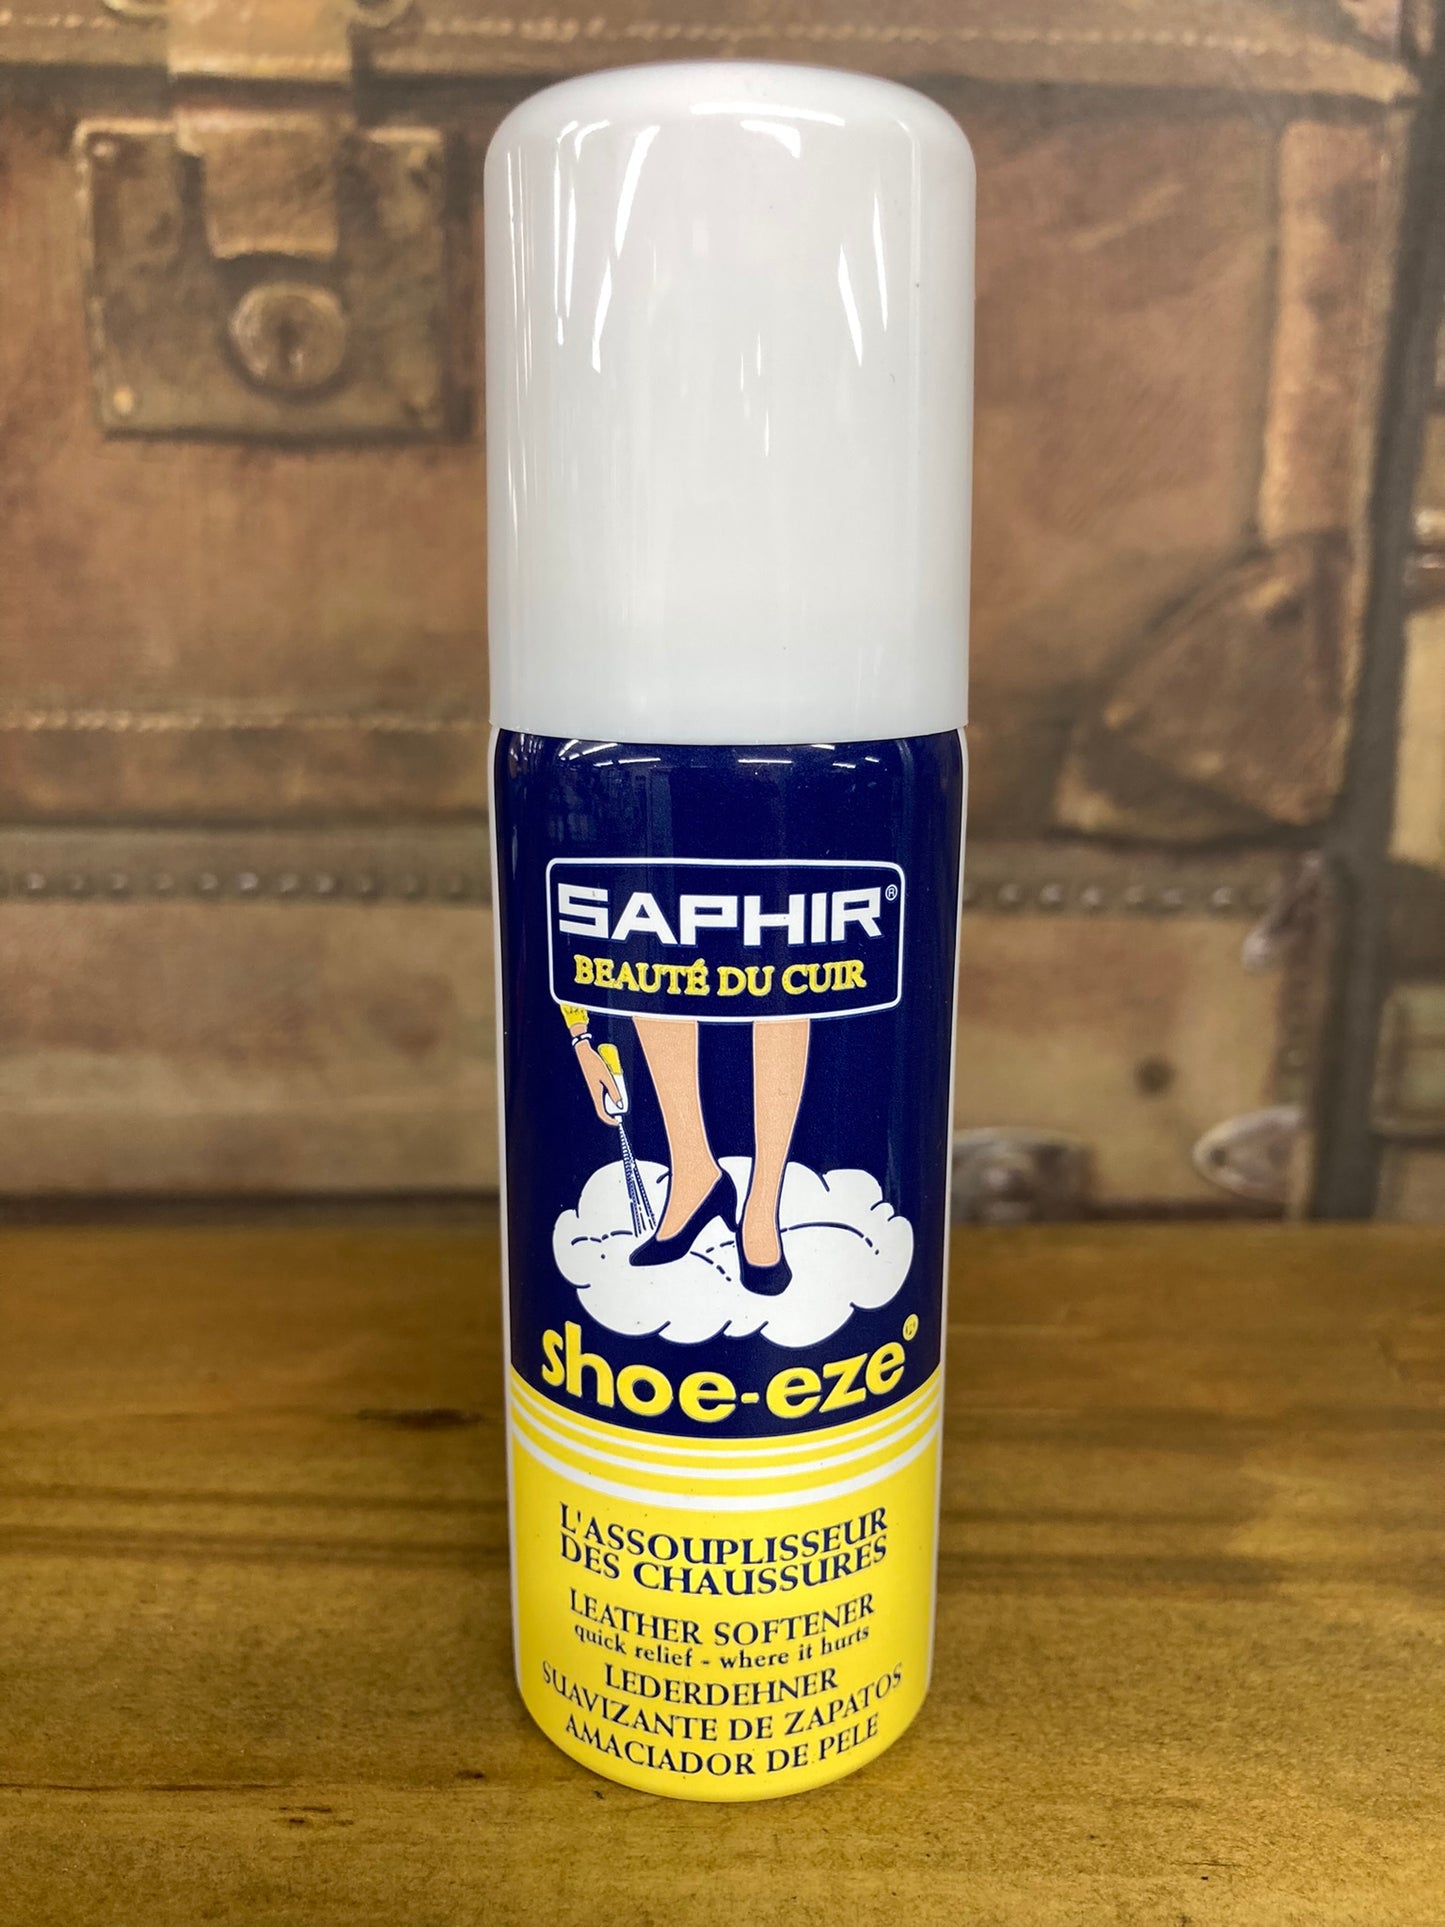 SAPHIR®
BEAUTÉ DU CUIR
shoe-eze
L'ASSOUPLISSEUR
DES CHAUSSURES
LEATHER SOFTENER
quick relief - where it hurts
LEDERDEHNER
SUAVIZANTE DE ZAPATOS
AMACIADOR DE PELE